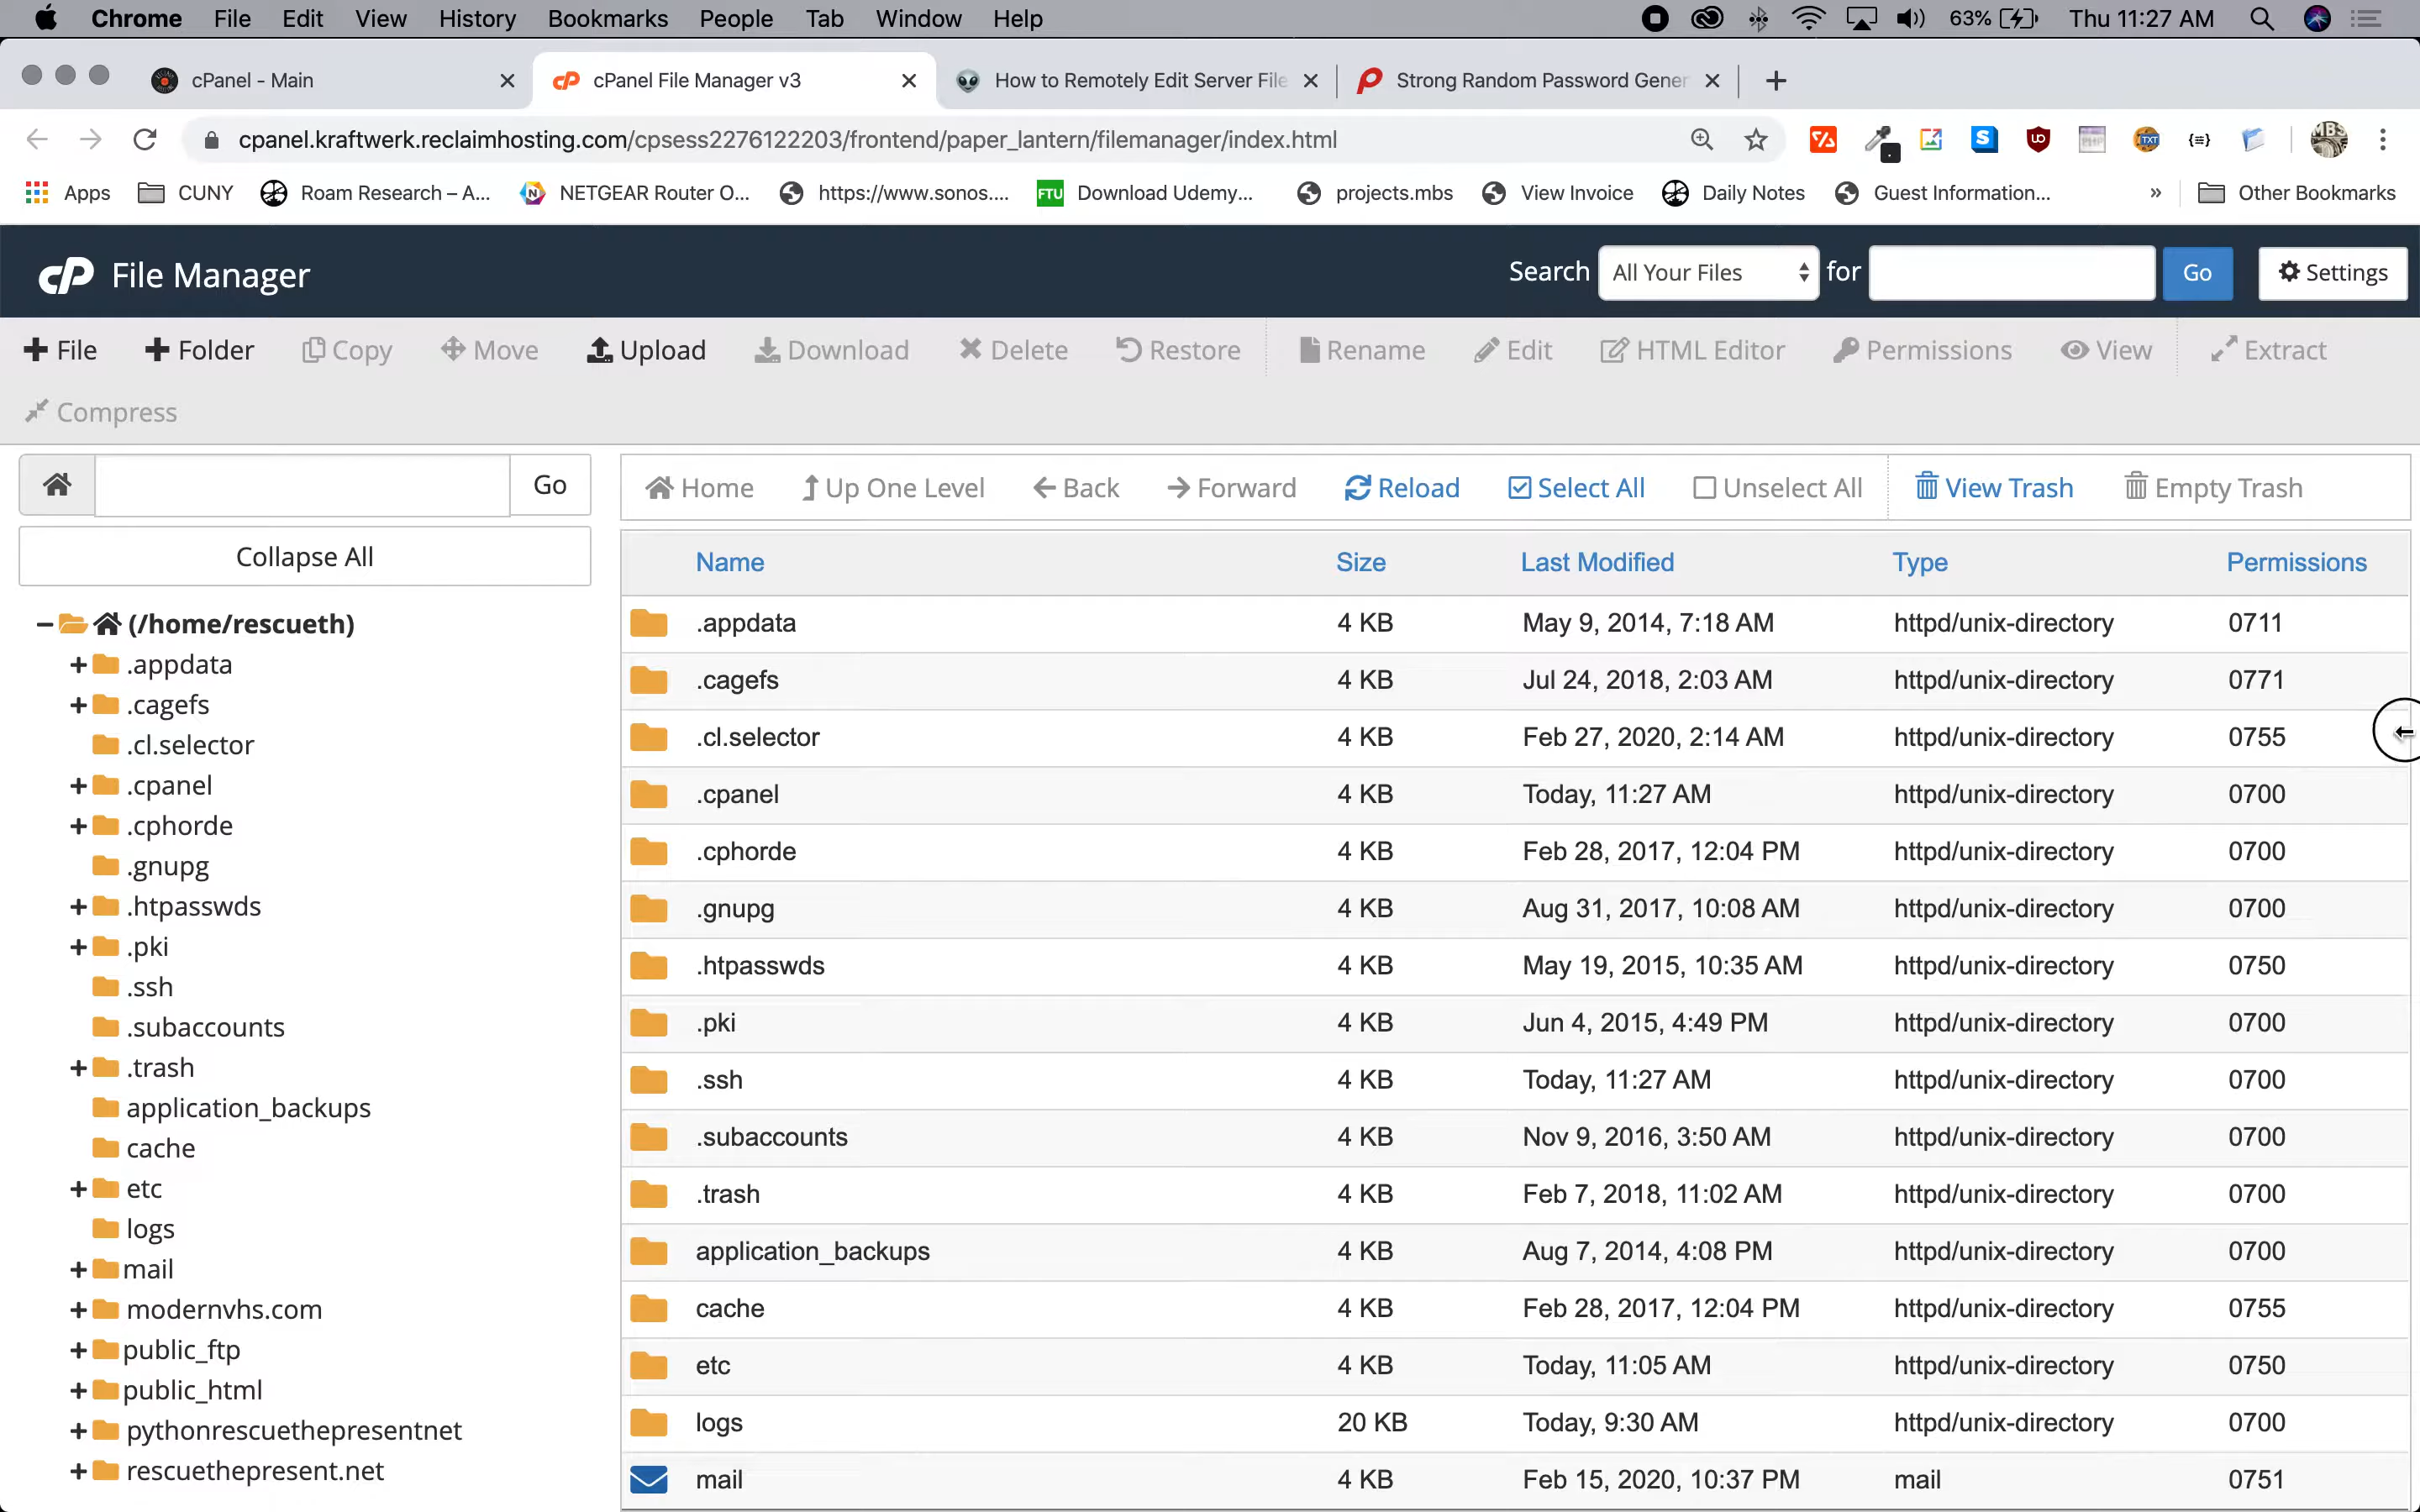 Chrome File Edit View History Bookmarks People Tab Window Help 63% Thu 11:27 AM
cPanel - Main cPanel File Manager v3 How to Remotely Edit Server File Strong Random Password Gener
cpanel.kraftwerk.reclaimhosting.com/cpsess2276122203/frontend/paper_lantern/filemanager/index.html
Apps CUNY Roam Research – A... NETGEAR Router O... https://www.sonos.... FTU Download Udemy... projects.mbs View Invoice Daily Notes Guest Information... » Other Bookmarks
cP File Manager Search All Your Files for Go Settings
File Folder Copy Move Upload Download Delete Restore Rename Edit HTML Editor Permissions View Extract
Compress
Go Home Up One Level Back Forward Reload Select All Unselect All View Trash Empty Trash
Collapse All
(/home/rescueth)
.appdata
.cagefs
.cl.selector
.cpanel
.cphorde
.gnupg
.htpasswds
.pki
.ssh
.subaccounts
.trash
application_backups
cache
etc
logs
mail
modernvhs.com
public_ftp
public_html
pythonrescuethepresentnet
rescuethepresent.net
Name Size Last Modified Type Permissions
.appdata 4 KB May 9, 2014, 7:18 AM httpd/unix-directory 0711
.cagefs 4 KB Jul 24, 2018, 2:03 AM httpd/unix-directory 0771
.cl.selector 4 KB Feb 27, 2020, 2:14 AM httpd/unix-directory 0755
.cpanel 4 KB Today, 11:27 AM httpd/unix-directory 0700
.cphorde 4 KB Feb 28, 2017, 12:04 PM httpd/unix-directory 0700
.gnupg 4 KB Aug 31, 2017, 10:08 AM httpd/unix-directory 0700
.htpasswds 4 KB May 19, 2015, 10:35 AM httpd/unix-directory 0750
.pki 4 KB Jun 4, 2015, 4:49 PM httpd/unix-directory 0700
.ssh 4 KB Today, 11:27 AM httpd/unix-directory 0700
.subaccounts 4 KB Nov 9, 2016, 3:50 AM httpd/unix-directory 0700
.trash 4 KB Feb 7, 2018, 11:02 AM httpd/unix-directory 0700
application_backups 4 KB Aug 7, 2014, 4:08 PM httpd/unix-directory 0700
cache 4 KB Feb 28, 2017, 12:04 PM httpd/unix-directory 0755
etc 4 KB Today, 11:05 AM httpd/unix-directory 0750
logs 20 KB Today, 9:30 AM httpd/unix-directory 0700
mail 4 KB Feb 15, 2020, 10:37 PM mail 0751